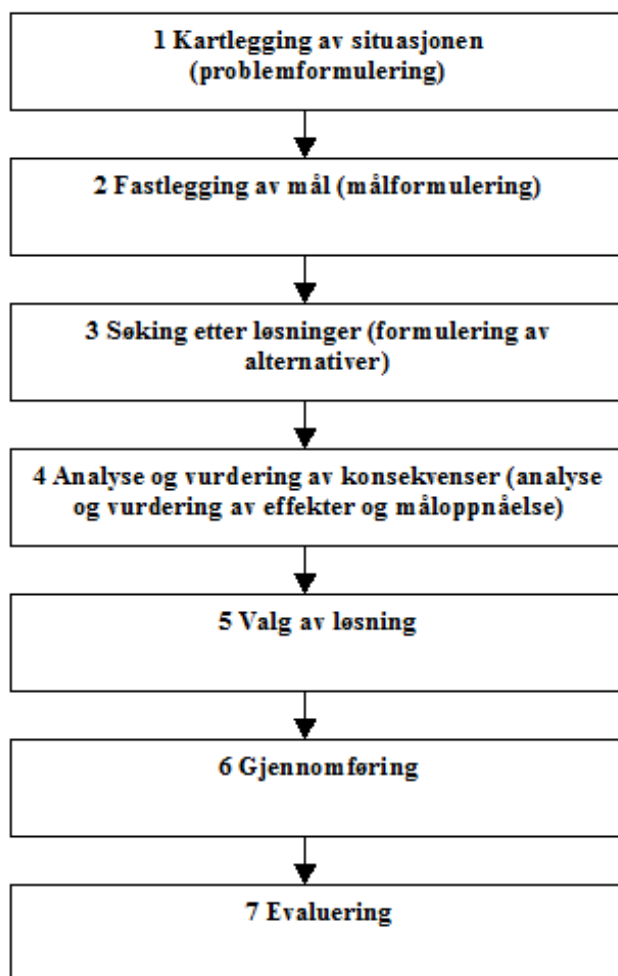 1 Kartlegging av situasjonen
(problemformulering)
2 Fastlegging av mål (målformulering)
3 Søking etter løsninger (formulering av
alternativer)
4 Analyse og vurdering av konsekvenser (analyse
og vurdering av effekter og måloppnåelse)
5 Valg av løsning
6 Gjennomføring
7 Evaluering